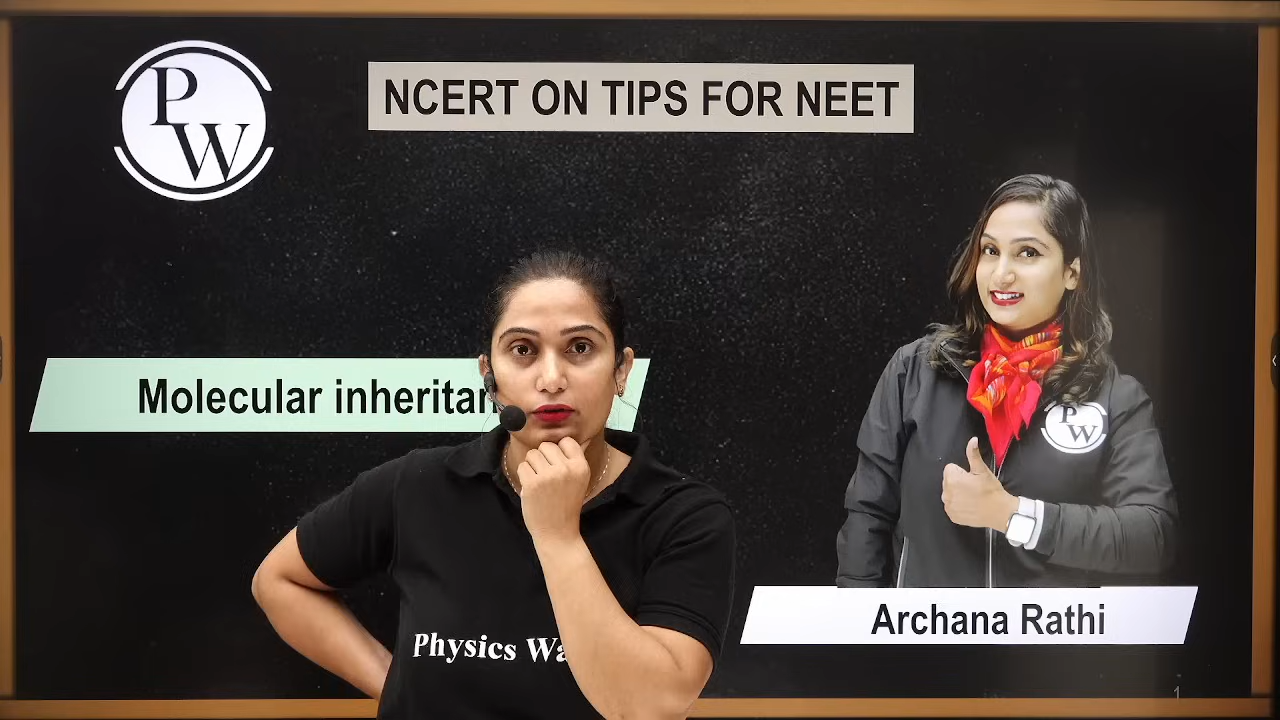 PW
NCERT ON TIPS FOR NEET
Molecular inheritan
PW
Archana Rathi
Physics Wa
1